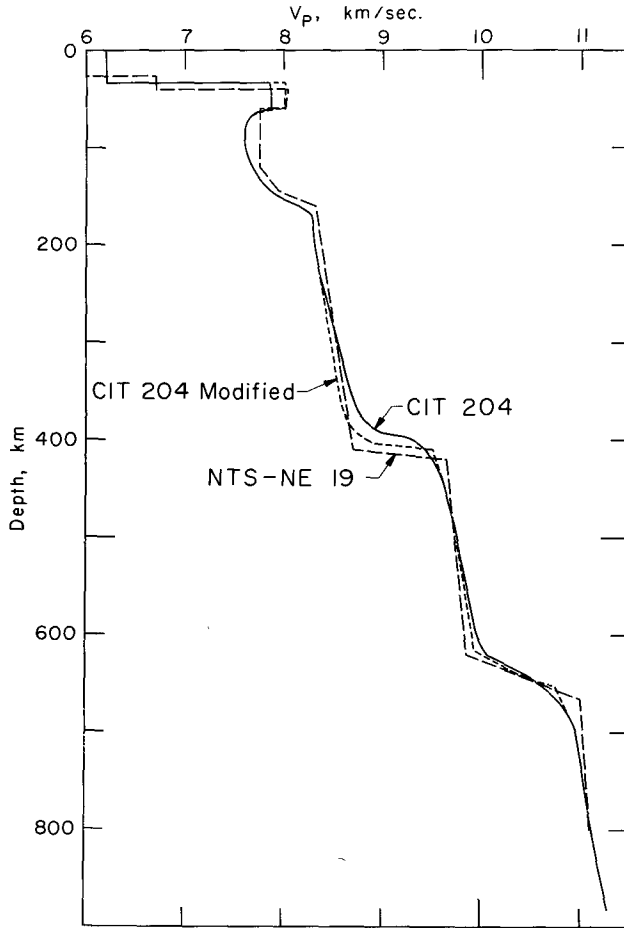 V_P, km/sec.
6 7 8 9 10 11
0
200
CIT 204 Modified
CIT 204
400
NTS-NE 19
Depth, km
600
800